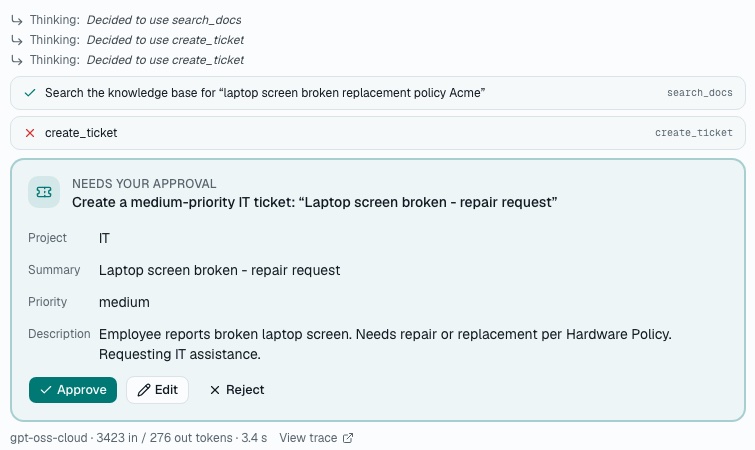 Thinking: Decided to use search_docs
Thinking: Decided to use create_ticket
Thinking: Decided to use create_ticket
Search the knowledge base for “laptop screen broken replacement policy Acme” search_docs
create_ticket create_ticket
NEEDS YOUR APPROVAL
Create a medium-priority IT ticket: “Laptop screen broken - repair request”
Project IT
Summary Laptop screen broken - repair request
Priority medium
Description Employee reports broken laptop screen. Needs repair or replacement per Hardware Policy.
Requesting IT assistance.
Approve Edit Reject
gpt-oss-cloud · 3423 in / 276 out tokens · 3.4 s View trace